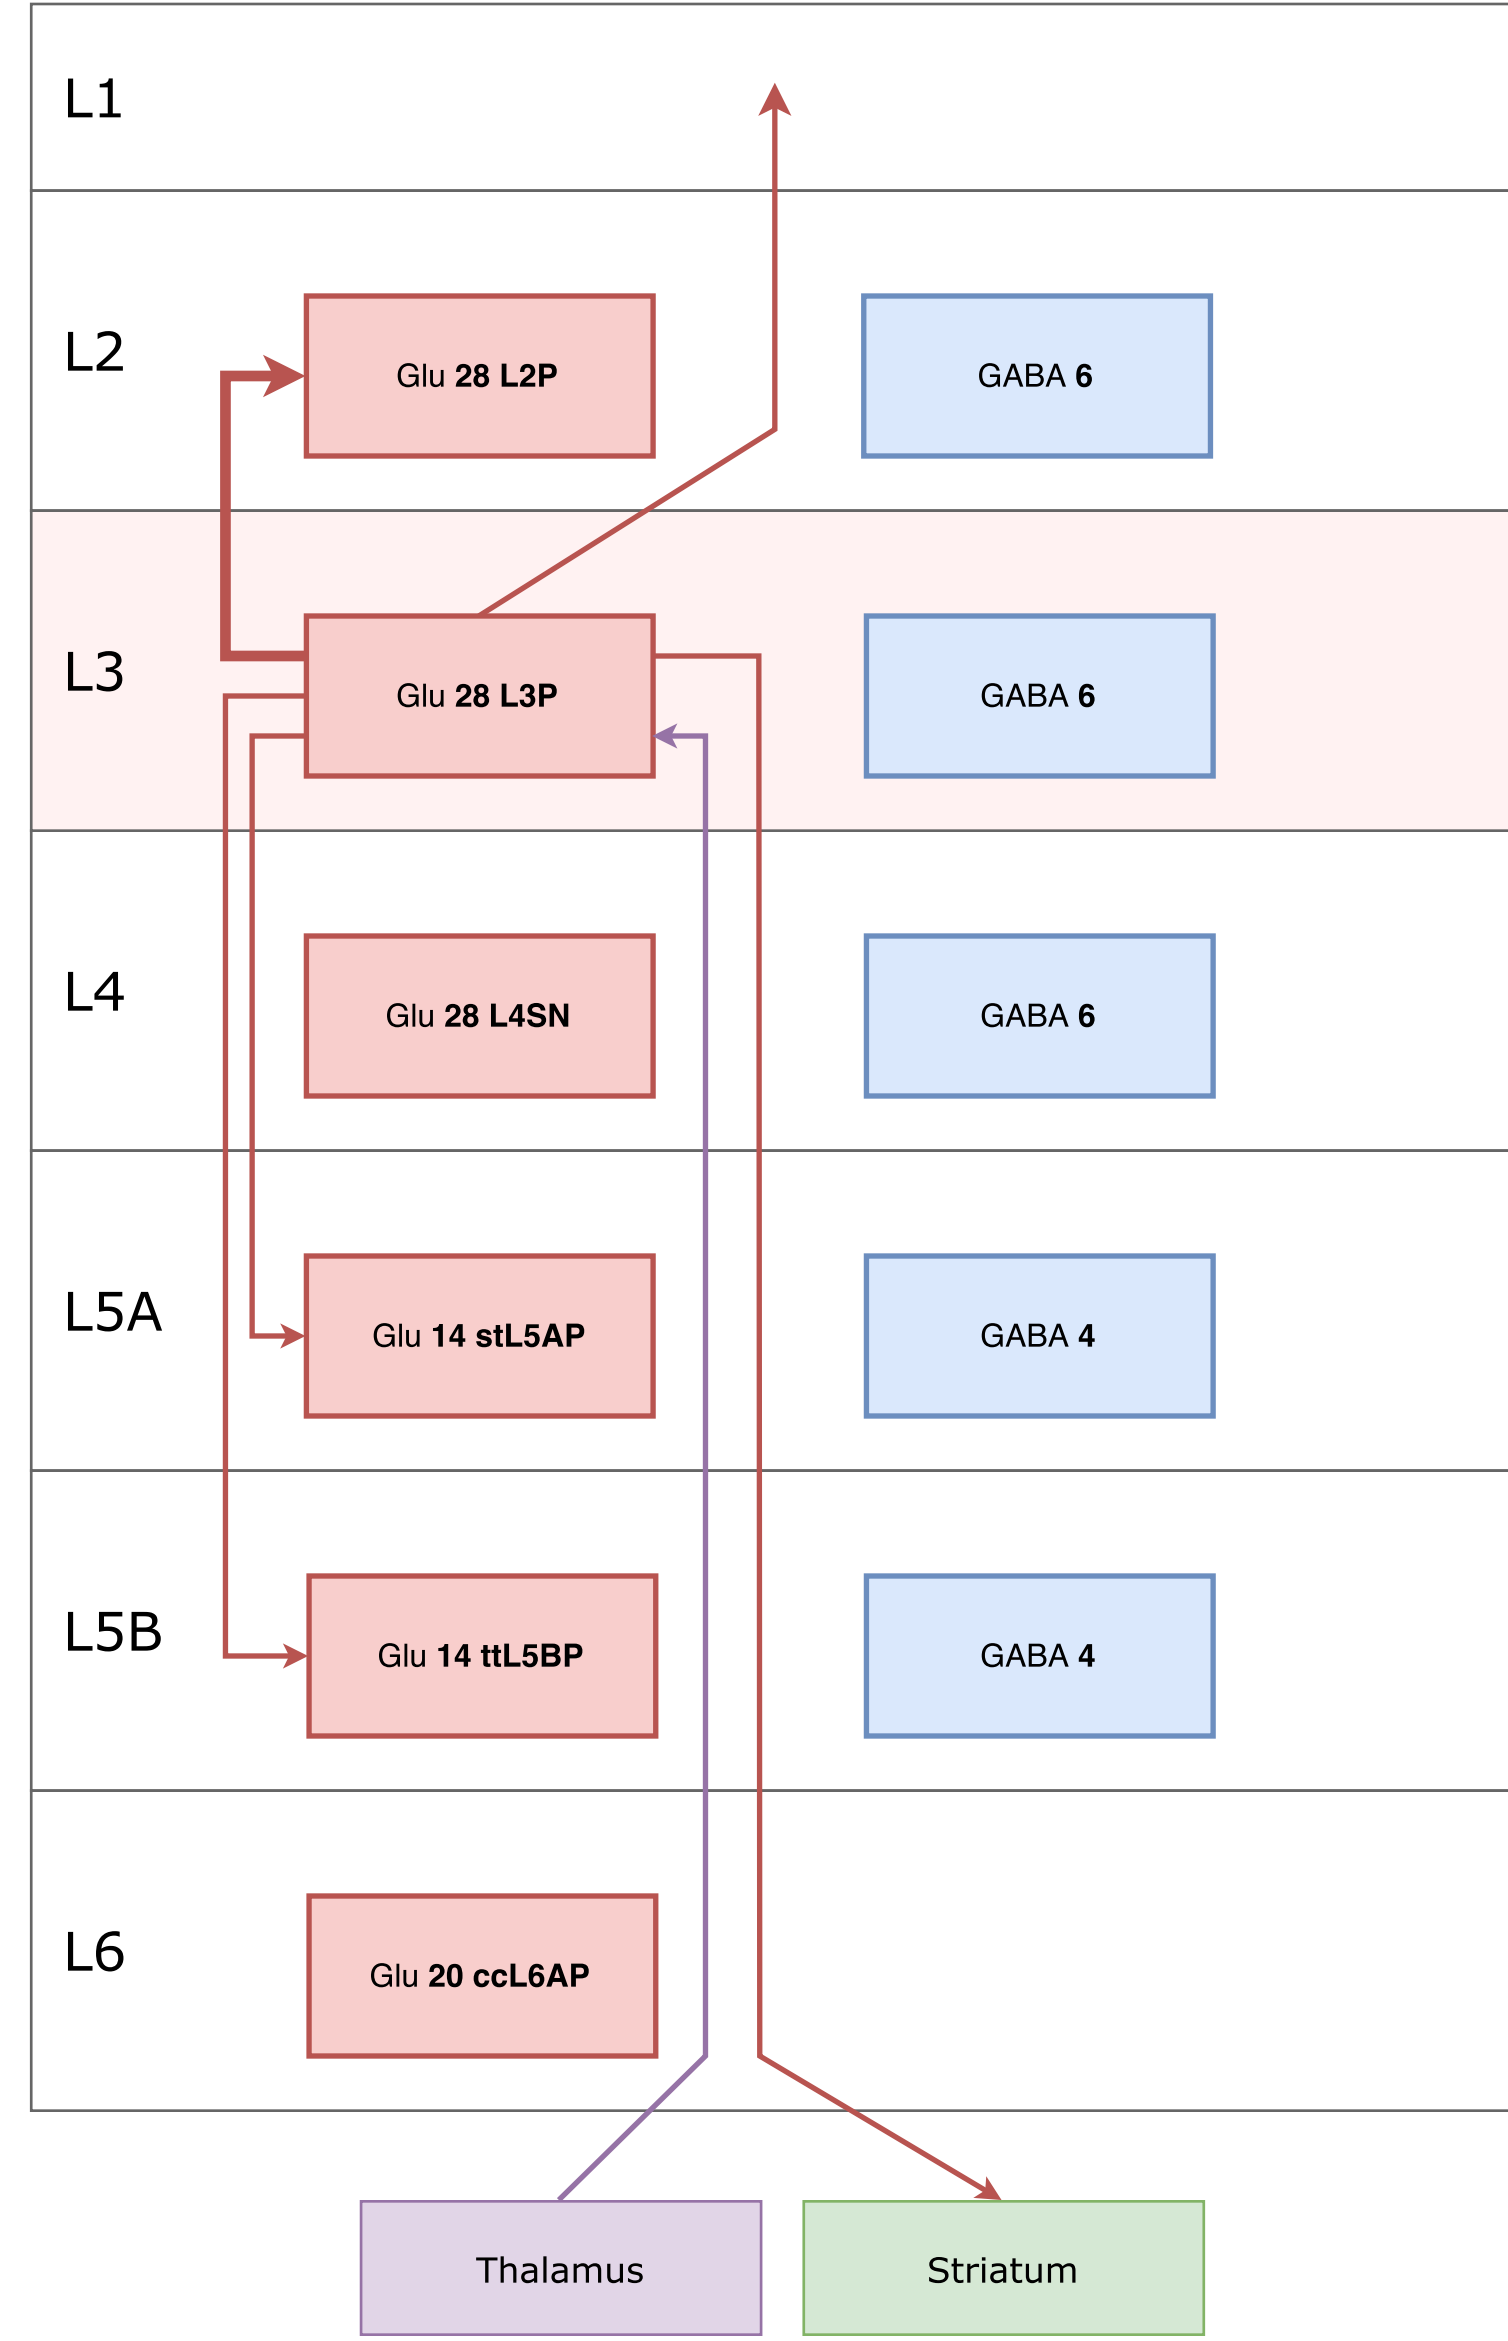 L1
L2
Glu 28 L2P
GABA 6
L3
Glu 28 L3P
GABA 6
L4
Glu 28 L4SN
GABA 6
L5A
Glu 14 stL5AP
GABA 4
L5B
Glu 14 ttL5BP
GABA 4
L6
Glu 20 ccL6AP
Thalamus
Striatum